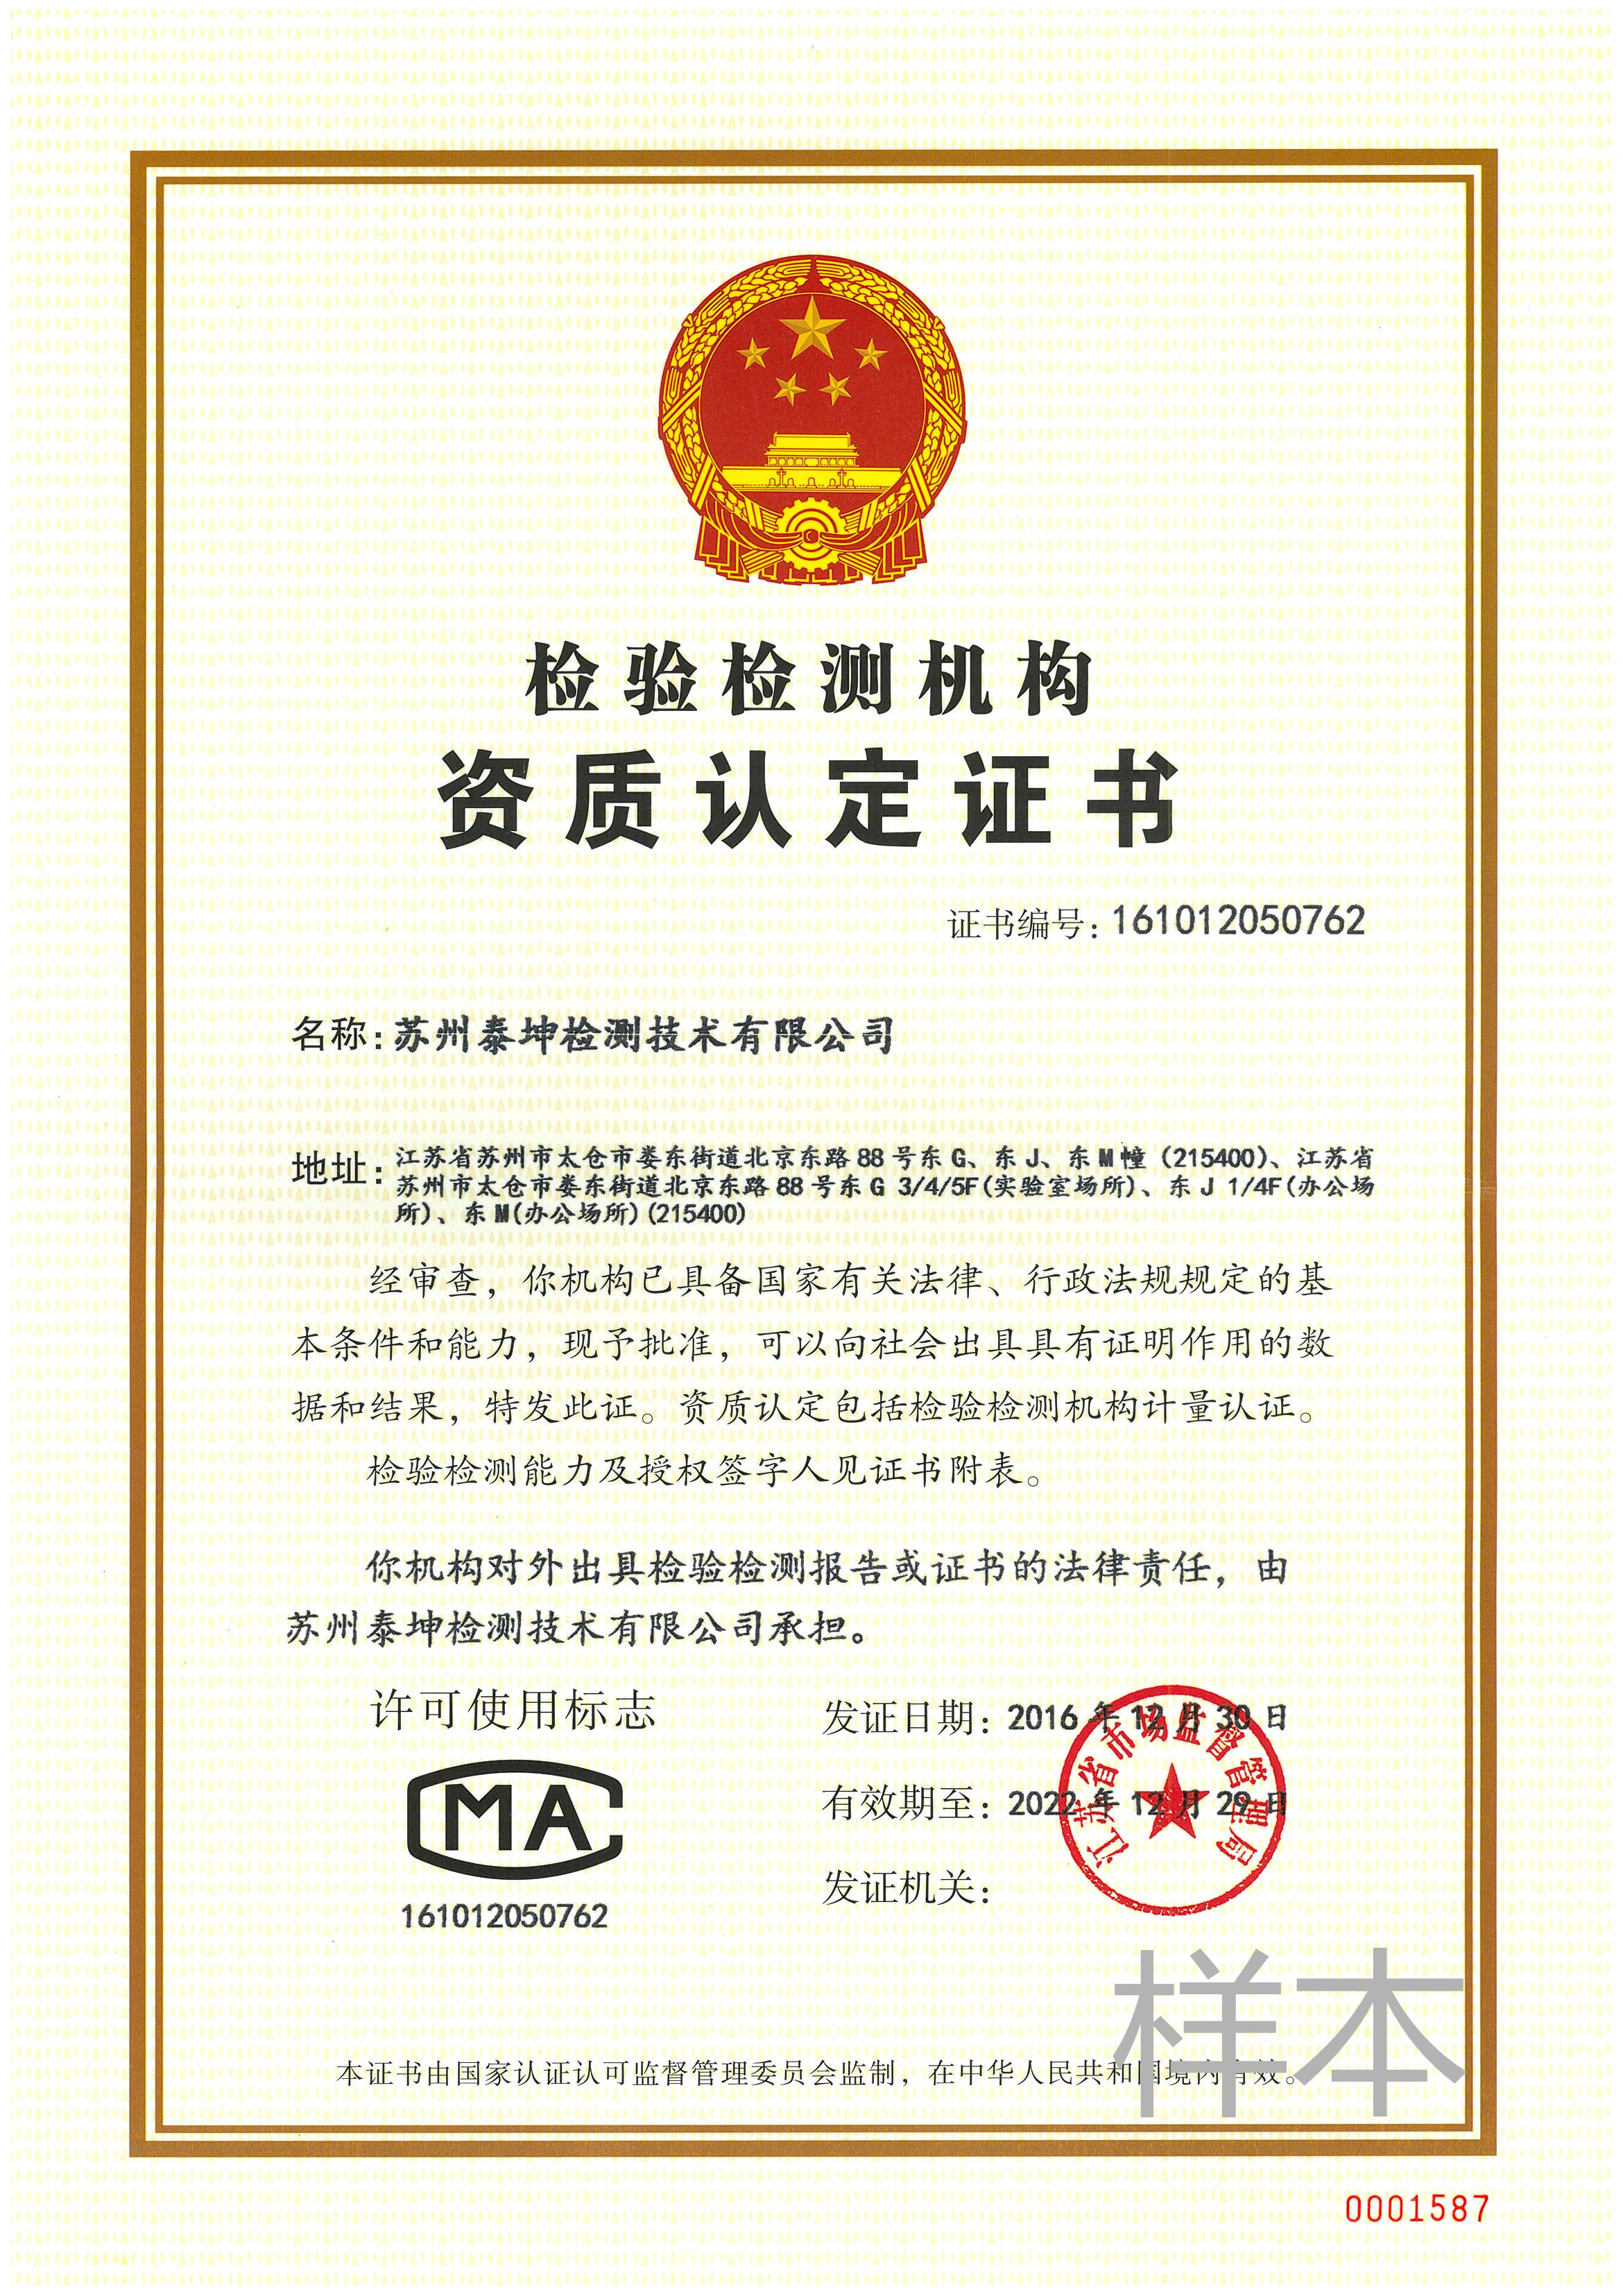 检验检测机构
资质认定证书
证书编号：161012050762
名称：苏州泰坤检测技术有限公司
地址：江苏省苏州市太仓市娄东街道北京东路88号东G、东J、东M幢（215400）、江苏省
苏州市太仓市娄东街道北京东路88号东G 3/4/5F(实验室场所)、东J 1/4F(办公场
所)、东M(办公场所)(215400)
经审查，你机构已具备国家有关法律、行政法规规定的基
本条件和能力，现予批准，可以向社会出具具有证明作用的数
据和结果，特发此证。资质认定包括检验检测机构计量认证。
检验检测能力及授权签字人见证书附表。
你机构对外出具检验检测报告或证书的法律责任，由
苏州泰坤检测技术有限公司承担。
许可使用标志
MA
161012050762
发证日期：2016年12月30日
有效期至：2022年12月29日
发证机关：
江苏省市场监督管理局
样本
本证书由国家认证认可监督管理委员会监制，在中华人民共和国境内有效。
0001587